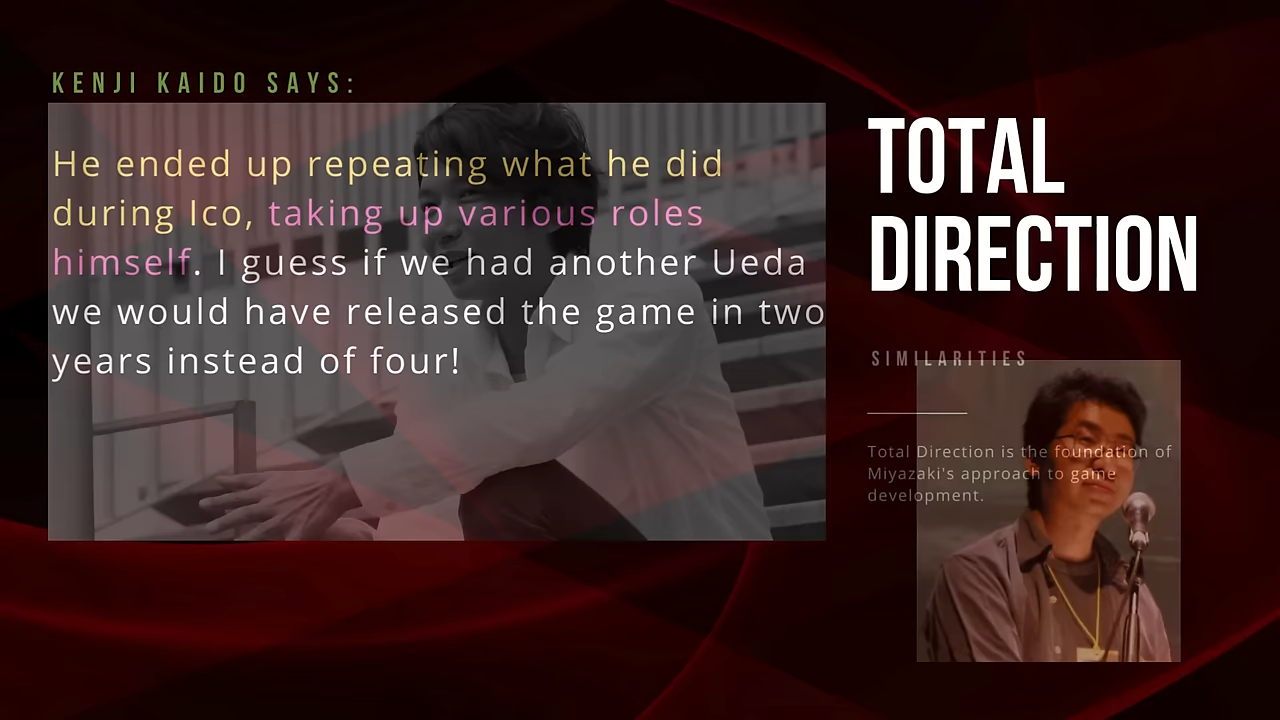 KENJI KAIDO SAYS:
He ended up repeating what he did
during Ico, taking up various roles
himself. I guess if we had another Ueda
we would have released the game in two
years instead of four!
TOTAL
DIRECTION
SIMILARITIES
Total Direction is the foundation of
Miyazaki's approach to game
development.